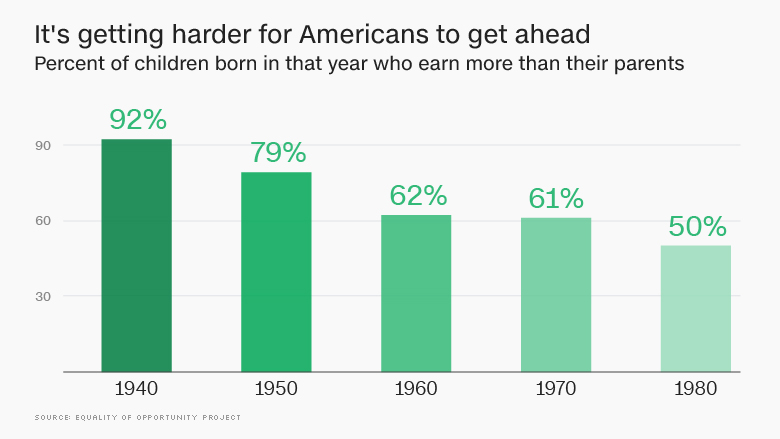 It's getting harder for Americans to get ahead
Percent of children born in that year who earn more than their parents
92%
79%
62%
61%
50%
90
60
30
1940 1950 1960 1970 1980
SOURCE: EQUALITY OF OPPORTUNITY PROJECT